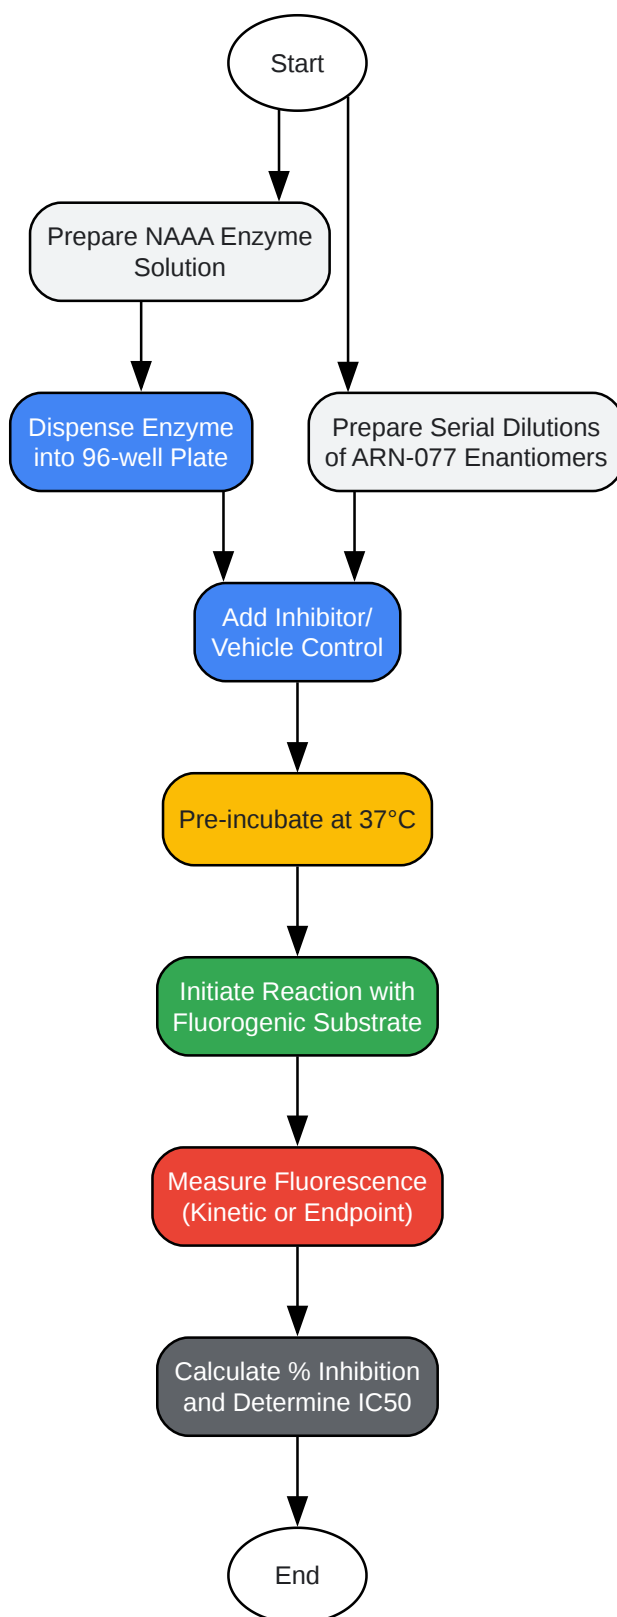 Start
Prepare NAAA Enzyme
Solution
Dispense Enzyme
into 96-well Plate
Prepare Serial Dilutions
of ARN-077 Enantiomers
Add Inhibitor/
Vehicle Control
Pre-incubate at 37°C
Initiate Reaction with
Fluorogenic Substrate
Measure Fluorescence
(Kinetic or Endpoint)
Calculate % Inhibition
and Determine IC50
End